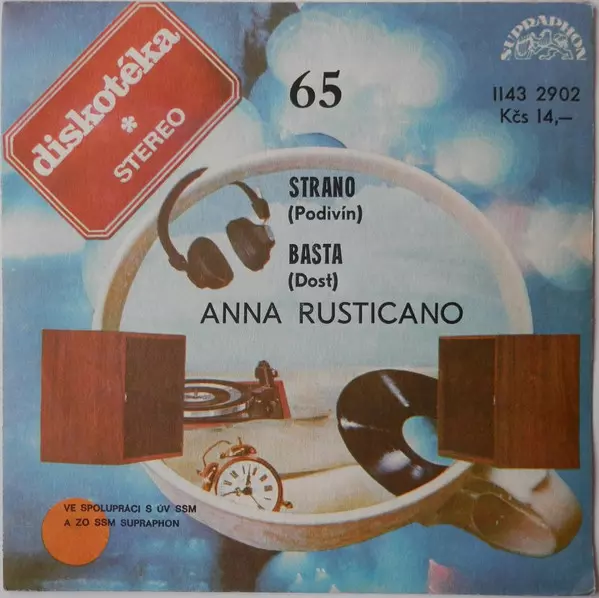 diskotéka
*
STEREO
65
SUPRAPHON
1143 2902
Kčs 14,—
STRANO
(Podivín)
BASTA
(Dost)
ANNA RUSTICANO
VE SPOLUPRÁCI S ÚV SSM
A ZO SSM SUPRAPHON